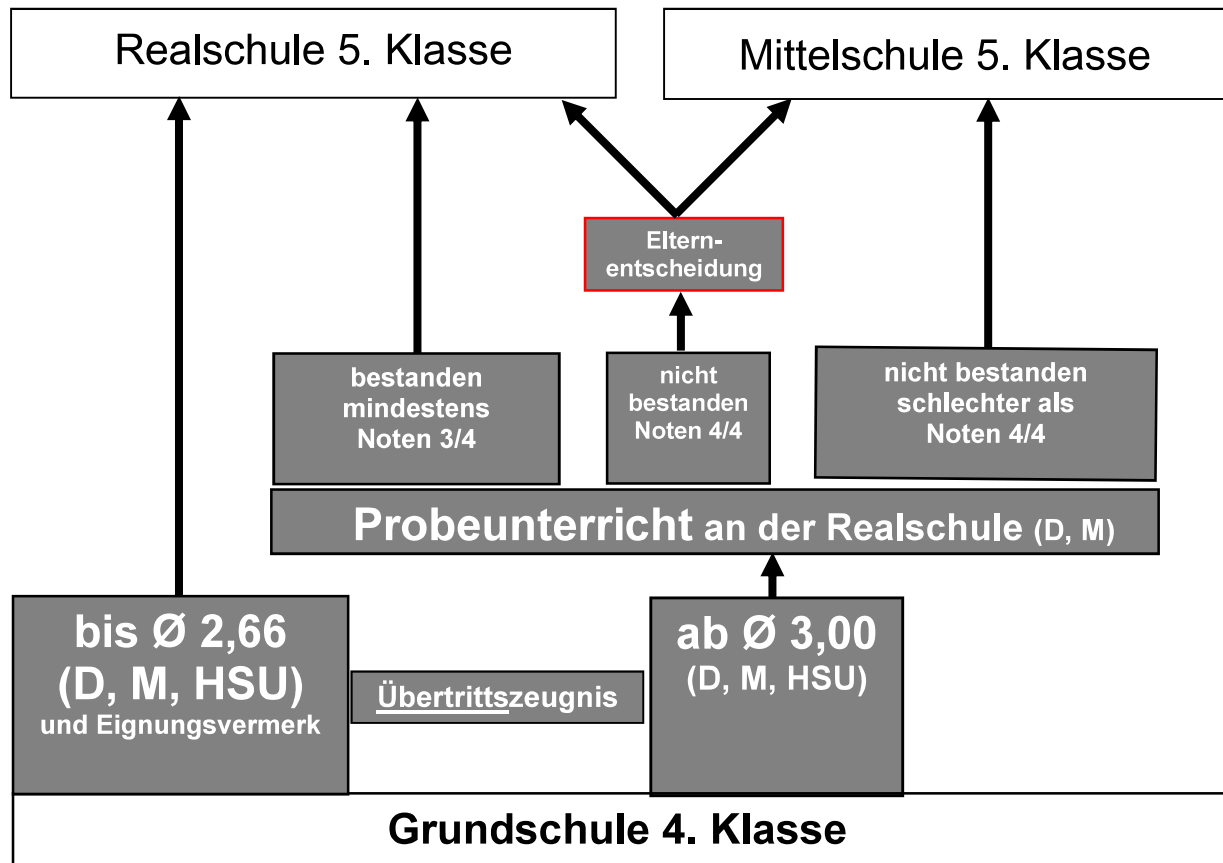 Realschule 5. Klasse
Mittelschule 5. Klasse
Eltern-
entscheidung
bestanden
mindestens
Noten 3/4
nicht
bestanden
Noten 4/4
nicht bestanden
schlechter als
Noten 4/4
Probeunterricht an der Realschule (D, M)
bis Ø 2,66
(D, M, HSU)
und Eignungsvermerk
Übertrittszeugnis
ab Ø 3,00
(D, M, HSU)
Grundschule 4. Klasse